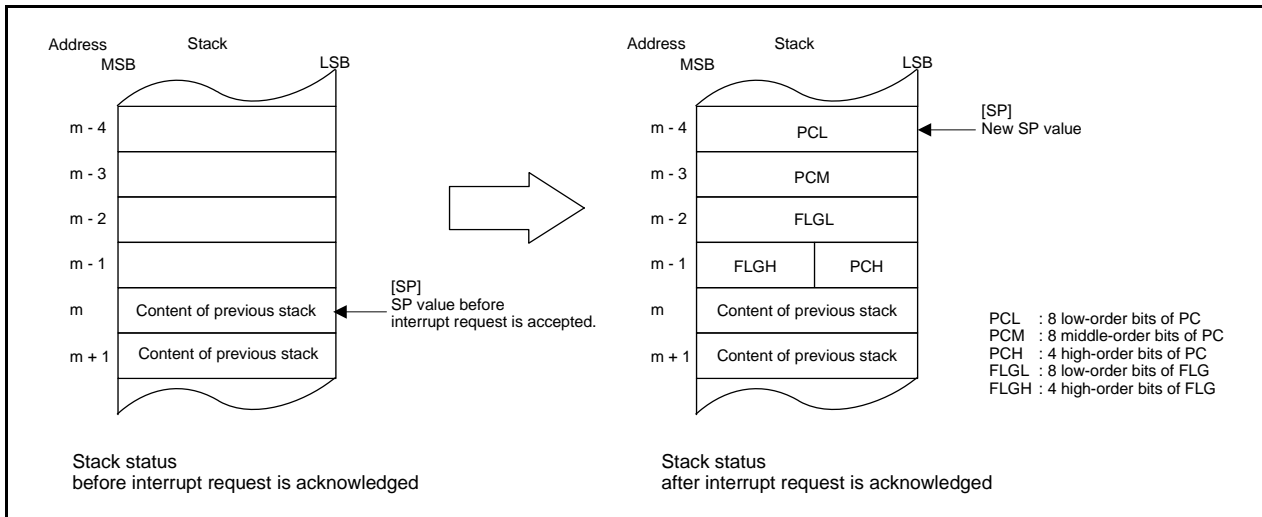 Address
Stack
MSB
LSB
m - 4
m - 3
m - 2
m - 1
m
Content of previous stack
m + 1
Content of previous stack
[SP]
SP value before
interrupt request is accepted.
Stack status
before interrupt request is acknowledged
Address
Stack
MSB
LSB
m - 4
PCL
m - 3
PCM
m - 2
FLGL
m - 1
FLGH
PCH
m
Content of previous stack
m + 1
Content of previous stack
[SP]
New SP value
PCL : 8 low-order bits of PC
PCM : 8 middle-order bits of PC
PCH : 4 high-order bits of PC
FLGL : 8 low-order bits of FLG
FLGH : 4 high-order bits of FLG
Stack status
after interrupt request is acknowledged